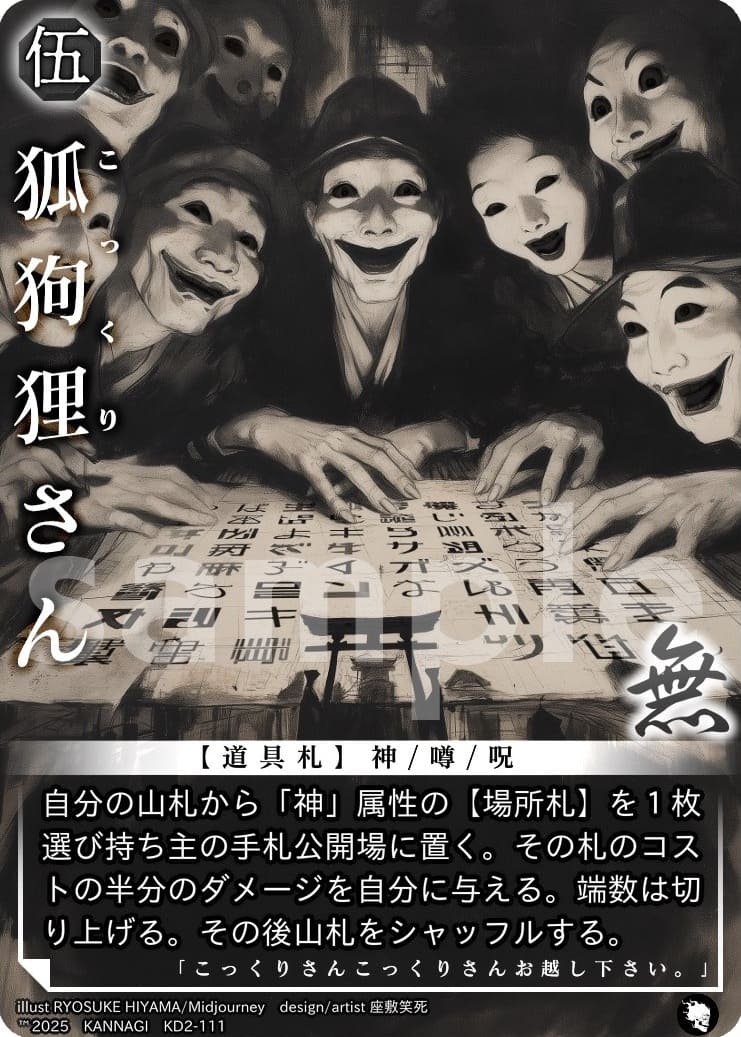 伍
狐狗狸さん
こっくり
sample
無
【道具札】神/噂/呪
自分の山札から「神」属性の【場所札】を１枚
選び持ち主の手札公開場に置く。その札のコス
トの半分のダメージを自分に与える。端数は切
り上げる。その後山札をシャッフルする。
「こっくりさんこっくりさんお越し下さい。」
illust RYOSUKE HIYAMA/Midjourney design/artist 座敷笑死
™2025 KANNAGI KD2-111